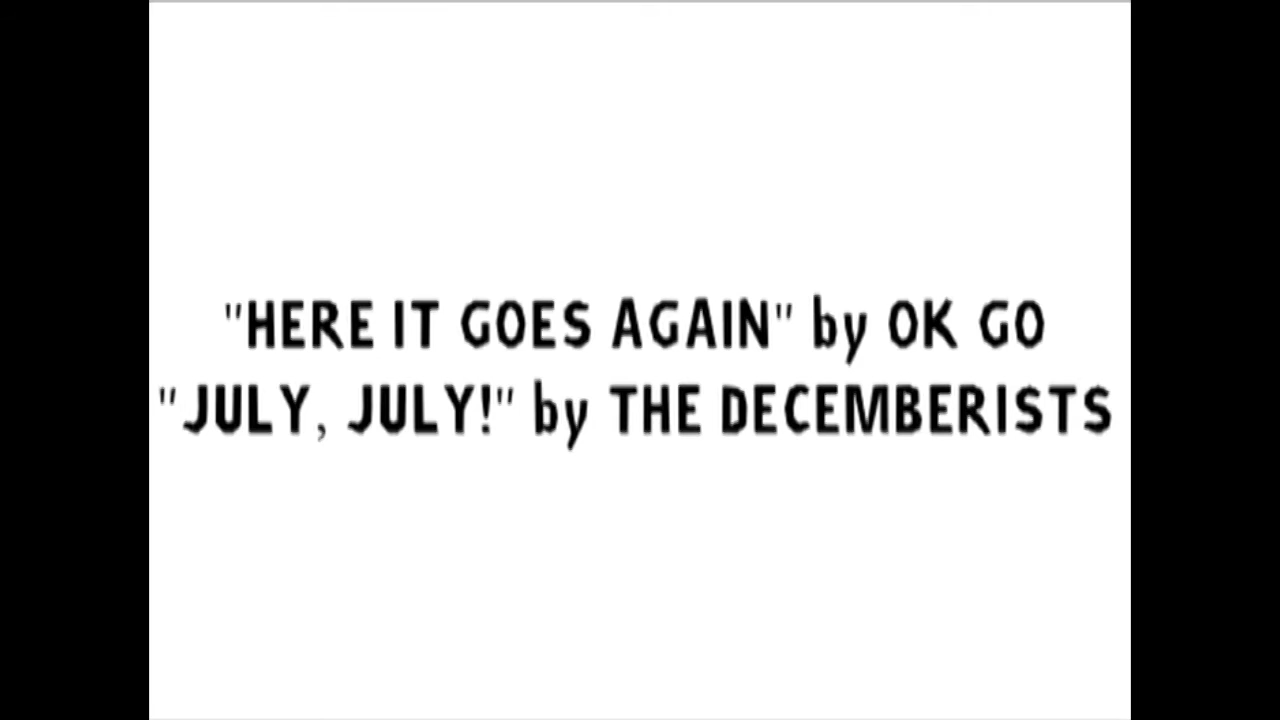 "HERE IT GOES AGAIN" by OK GO
"JULY, JULY!" by THE DECEMBERISTS